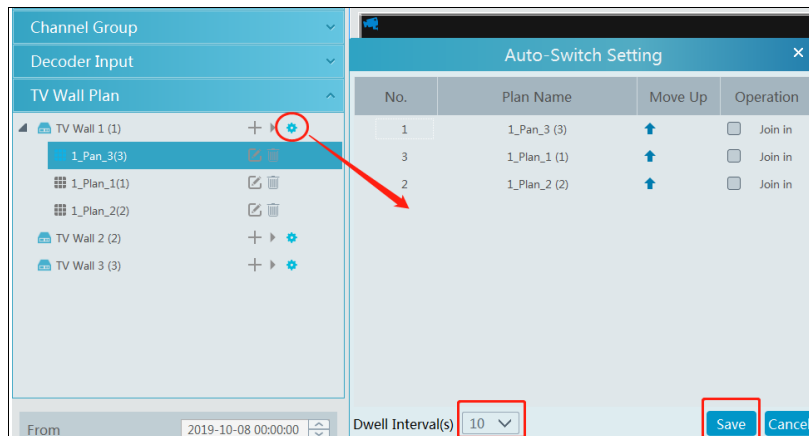 Channel Group
Decoder Input
TV Wall Plan
TV Wall 1 (1)
1_Pan_3(3)
1_Plan_1(1)
1_Plan_2(2)
TV Wall 2 (2)
TV Wall 3 (3)
From 2019-10-08 00:00:00
Auto-Switch Setting
No. Plan Name Move Up Operation
1 1_Pan_3 (3) Join in
3 1_Plan_1 (1) Join in
2 1_Plan_2 (2) Join in
Dwell Interval(s) 10 Save Cancel